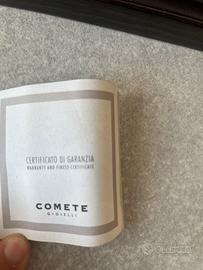 CERTIFICATO DI GARANZIA
WARRANTY AND FINESS CERTIFICATE
COMETE
GIOIELLI